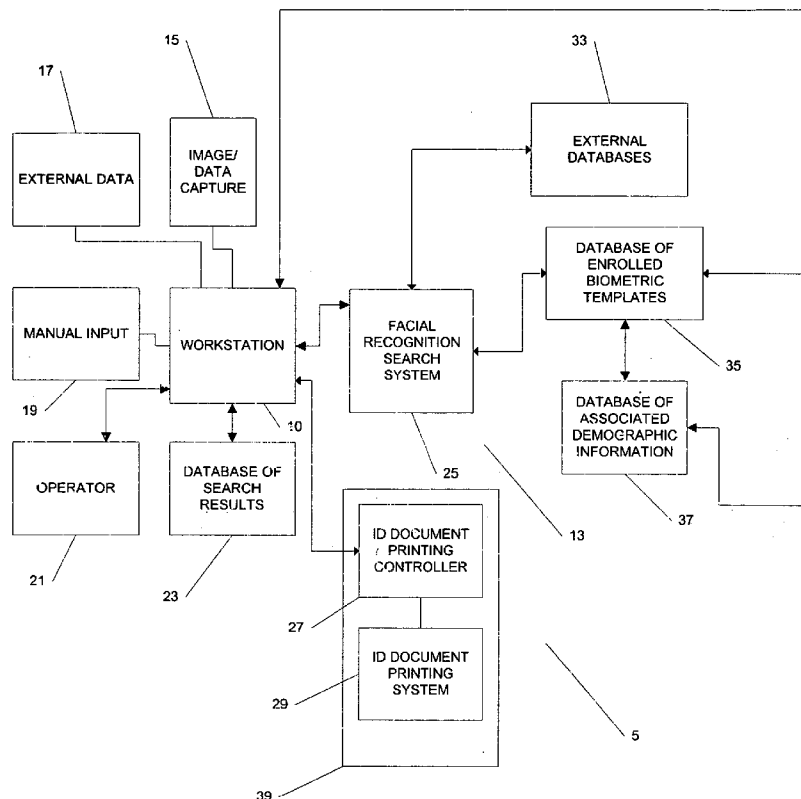 15
33
17
IMAGE/
DATA
CAPTURE
EXTERNAL DATA
EXTERNAL
DATABASES
DATABASE OF
ENROLLED
BIOMETRIC
TEMPLATES
MANUAL INPUT
WORKSTATION
FACIAL
RECOGNITION
SEARCH
SYSTEM
35
19
10
DATABASE OF
ASSOCIATED
DEMOGRAPHIC
INFORMATION
OPERATOR
DATABASE OF
SEARCH
RESULTS
25
37
13
ID DOCUMENT
PRINTING
CONTROLLER
21
23
27
ID DOCUMENT
PRINTING
SYSTEM
29
5
39